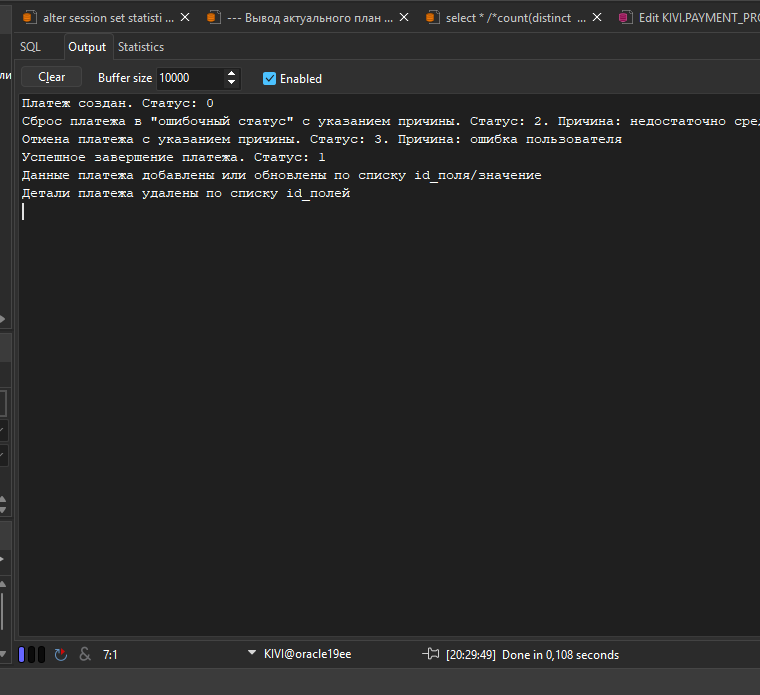 alter session set statisti ...
--- Вывод актуального план ...
select * /*count(distinct ...
Edit KIVI.PAYMENT_PRO
SQL Output Statistics
ли
Clear Buffer size 10000 Enabled
Платеж создан. Статус: 0
Сброс платежа в "ошибочный статус" с указанием причины. Статус: 2. Причина: недостаточно сре
Отмена платежа с указанием причины. Статус: 3. Причина: ошибка пользователя
Успешное завершение платежа. Статус: 1
Данные платежа добавлены или обновлены по списку id_поля/значение
Детали платежа удалены по списку id_полей
& 7:1 KIVI@oracle19ee [20:29:49] Done in 0,108 seconds